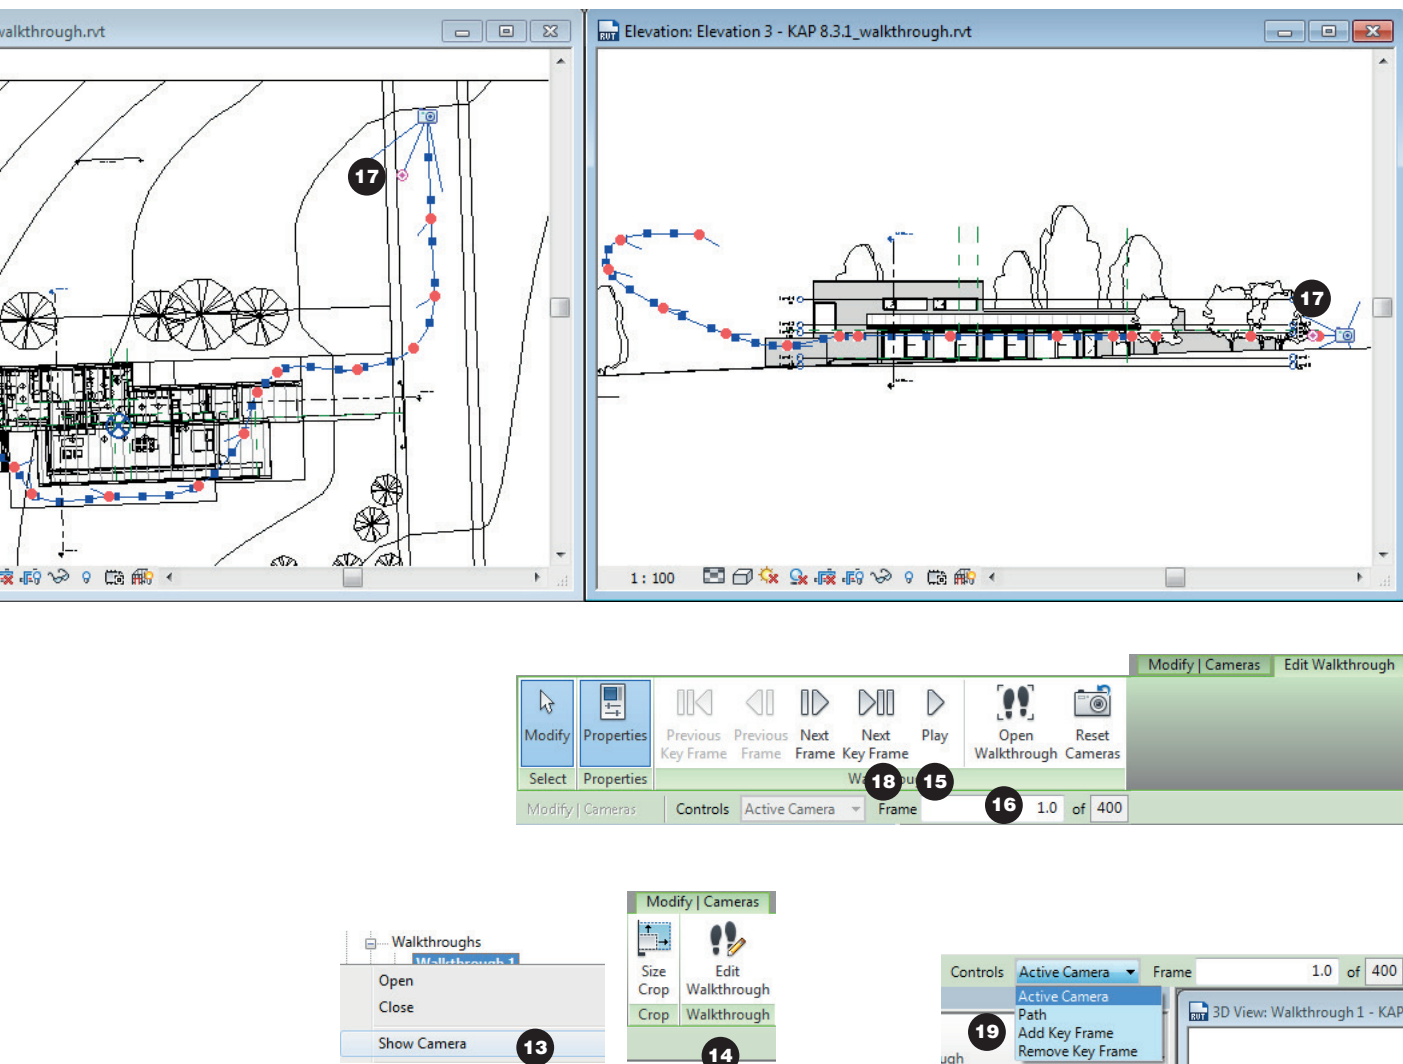 walkthrough.rvt
Elevation: Elevation 3 - KAP 8.3.1_walkthrough.rvt
17
17
1 : 100
Modify | Cameras Edit Walkthrough
Modify Properties Previous Key Frame Previous Frame Next Frame Next Key Frame Play Open Walkthrough Reset Cameras
Select Properties
18 15
Modify | Cameras Controls Active Camera Frame 16 1.0 of 400
Walkthroughs
Walkthrough 1
Open
Close
Show Camera 13
Modify | Cameras
Size Crop Edit Walkthrough
Crop Walkthrough
14
Controls Active Camera Frame 1.0 of 400
Active Camera
Path
Add Key Frame
Remove Key Frame
19
3D View: Walkthrough 1 - KAP
ugh